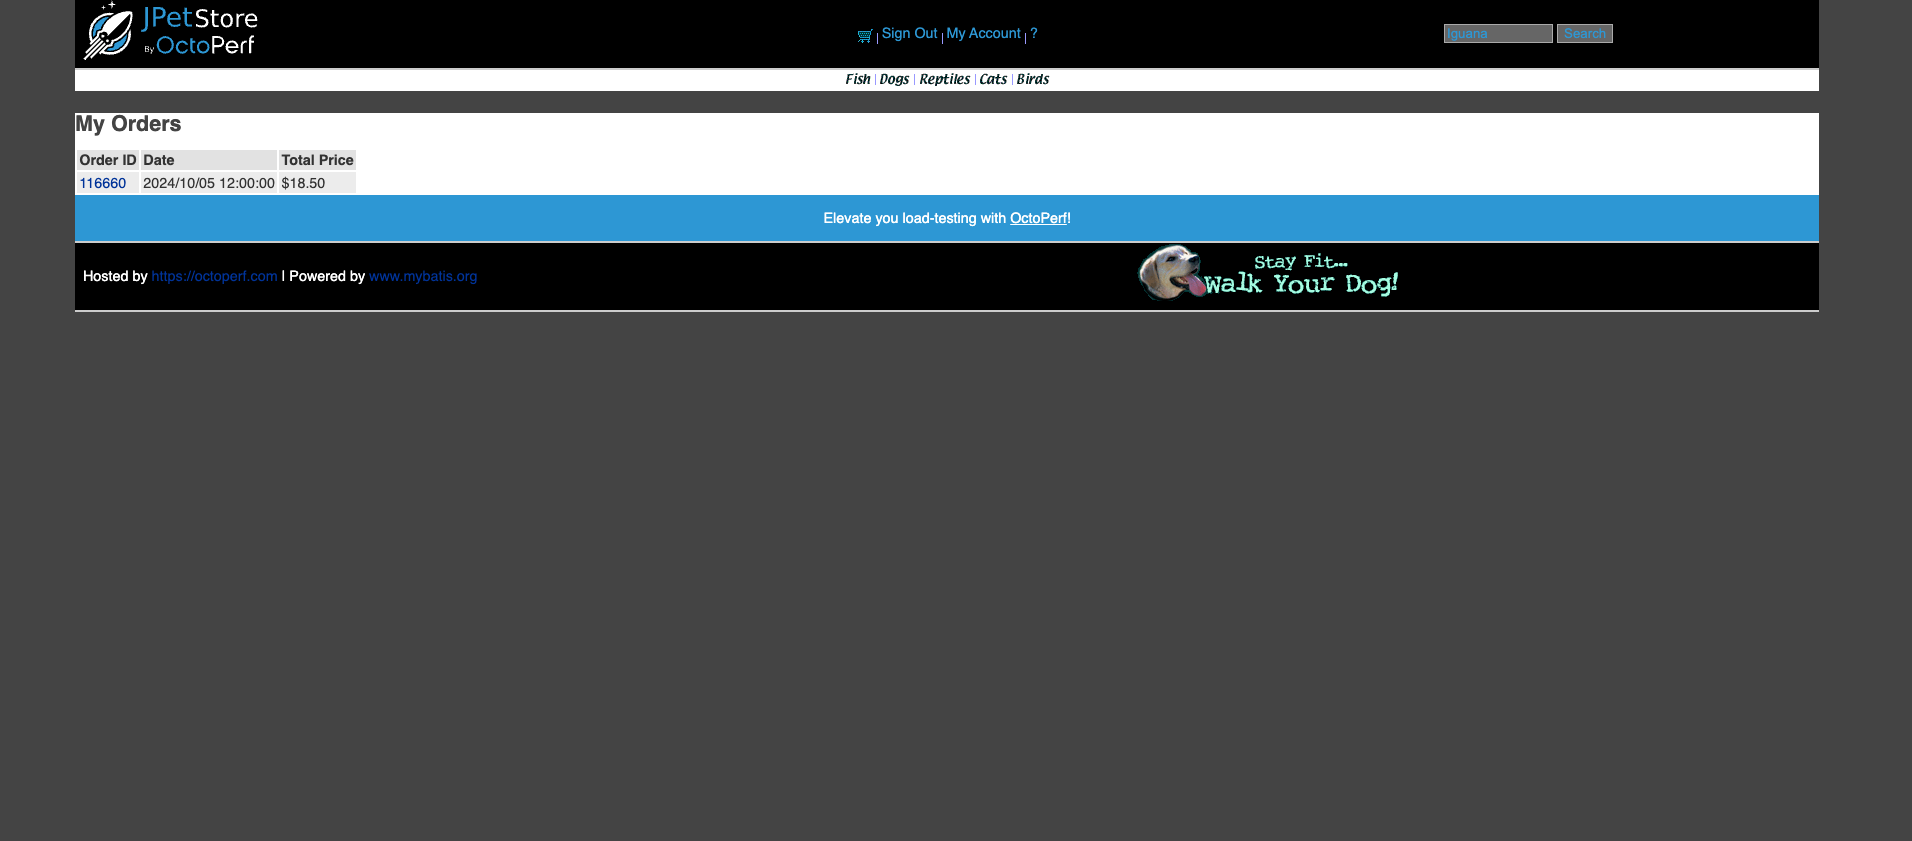 JPetStore
By OctoPerf
Sign Out | My Account | ?
Iguana Search
Fish | Dogs | Reptiles | Cats | Birds
My Orders
Order ID Date Total Price
116660 2024/10/05 12:00:00 $18.50
Elevate you load-testing with OctoPerf!
Hosted by https://octoperf.com | Powered by www.mybatis.org
Stay Fit...
Walk Your Dog!